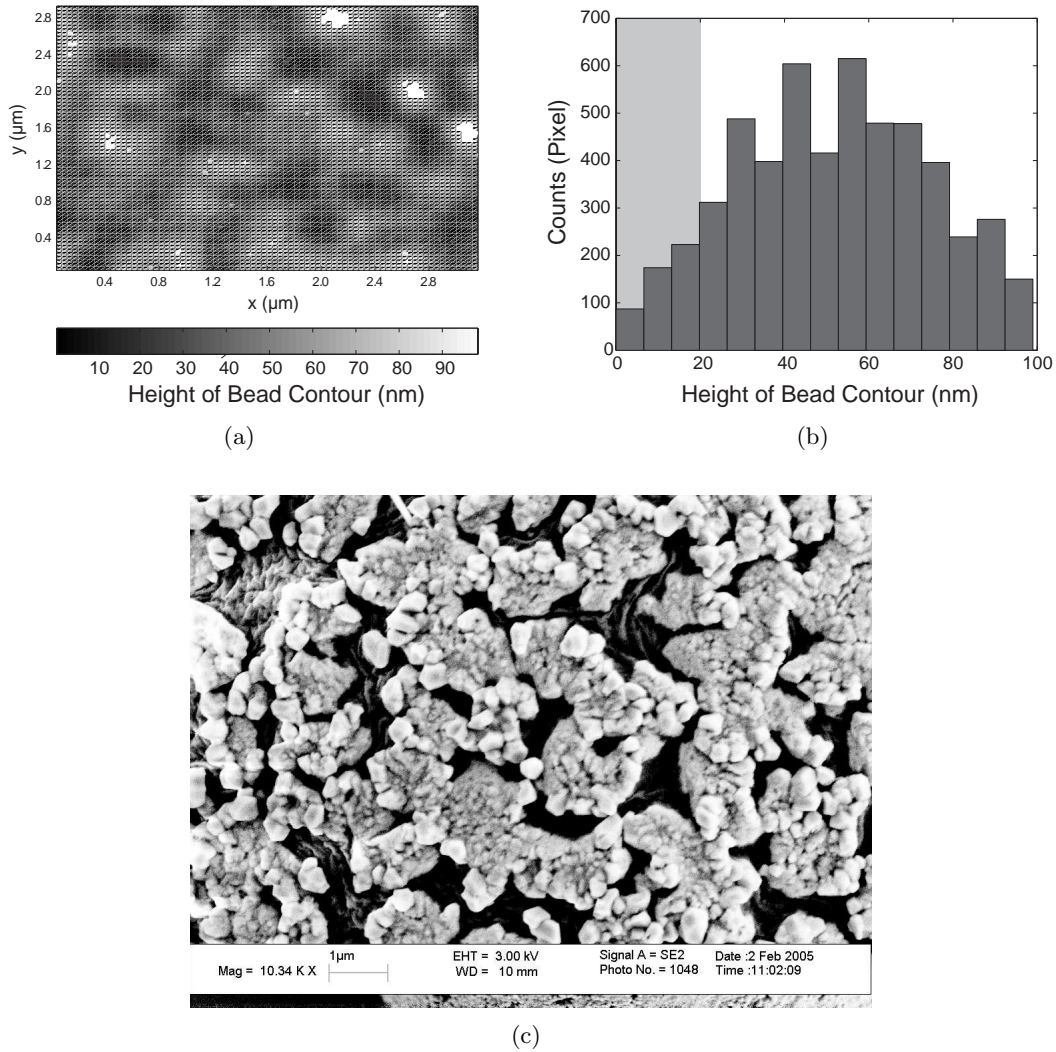 2.8
2.4
2.0
1.6
1.2
0.8
0.4
y (µm)
0.4 0.8 1.2 1.6 2.0 2.4 2.8
x (µm)
10 20 30 40 50 60 70 80 90
Height of Bead Contour (nm)
(a)
700
600
500
400
300
200
100
0
Counts (Pixel)
0 20 40 60 80 100
Height of Bead Contour (nm)
(b)
Mag = 10.34 K X
1µm
EHT = 3.00 kV
WD = 10 mm
Signal A = SE2
Photo No. = 1048
Date :2 Feb 2005
Time :11:02:09
(c)